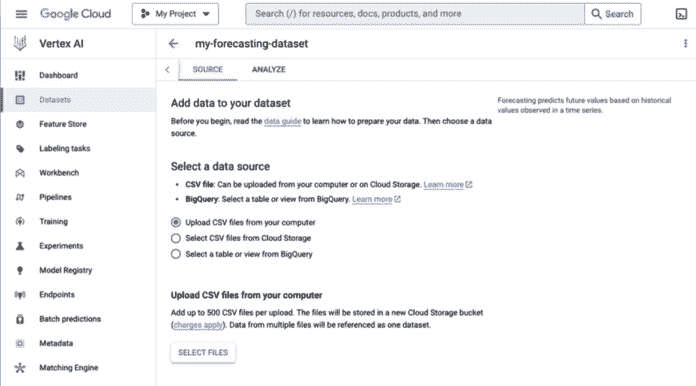 Google Cloud
My Project
Search (/) for resources, docs, products, and more
Search
Vertex AI
my-forecasting-dataset
SOURCE
ANALYZE
Dashboard
Datasets
Feature Store
Labeling tasks
Workbench
Pipelines
Training
Experiments
Model Registry
Endpoints
Batch predictions
Metadata
Matching Engine
Add data to your dataset
Before you begin, read the data guide to learn how to prepare your data. Then choose a data
source.
Select a data source
• CSV file: Can be uploaded from your computer or on Cloud Storage. Learn more
• BigQuery: Select a table or view from BigQuery. Learn more
Upload CSV files from your computer
Select CSV files from Cloud Storage
Select a table or view from BigQuery
Upload CSV files from your computer
Add up to 500 CSV files per upload. The files will be stored in a new Cloud Storage bucket
(charges apply). Data from multiple files will be referenced as one dataset.
SELECT FILES
Forecasting predicts future values based on historical
values observed in a time series.